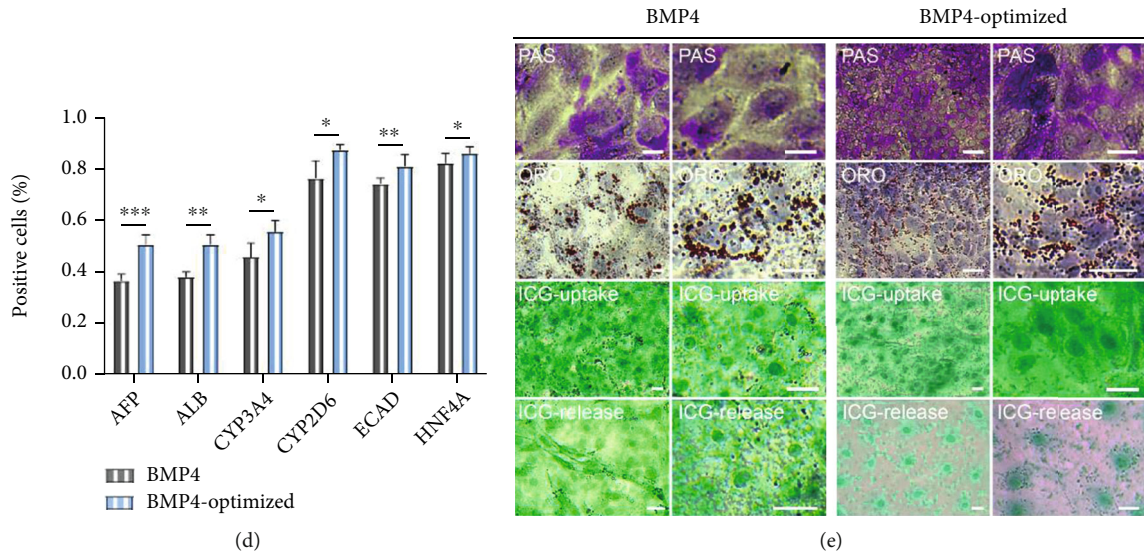 Positive cells (%)
1.0
0.8
0.6
0.4
0.2
0.0
***
**
*
*
**
*
AFP
ALB
CYP3A4
CYP2D6
ECAD
HNF4A
BMP4
BMP4-optimized
(d)
BMP4 BMP4-optimized
PAS PAS PAS PAS
ORO ORO ORO ORO
ICG-uptake ICG-uptake ICG-uptake ICG-uptake
ICG-release ICG-release ICG-release ICG-release
(e)